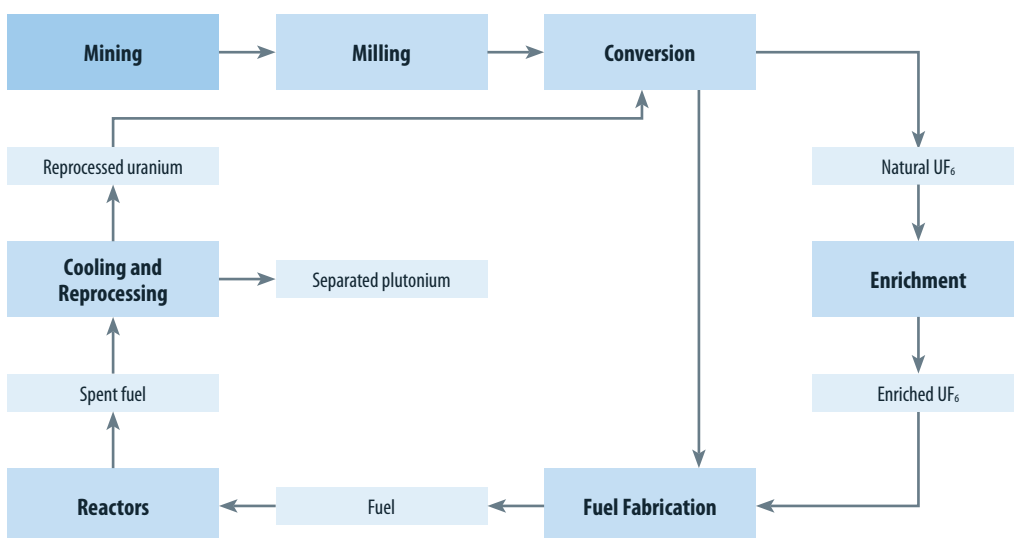 Mining
Milling
Conversion
Reprocessed uranium
Natural UF₆
Cooling and
Reprocessing
Separated plutonium
Enrichment
Spent fuel
Enriched UF₆
Reactors
Fuel
Fuel Fabrication